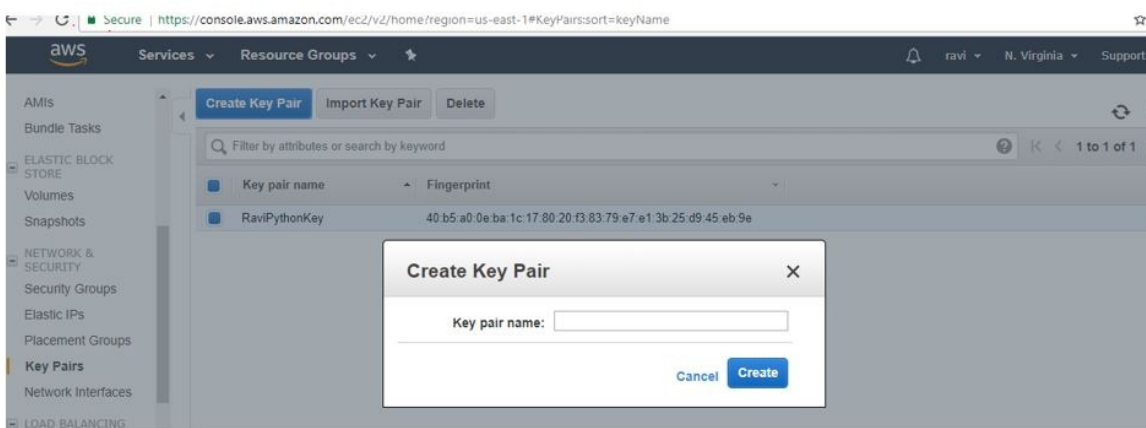 Secure | https://console.aws.amazon.com/ec2/v2/home?region=us-east-1#KeyPairs:sort=keyName
aws Services Resource Groups ravi N. Virginia Support
AMIs
Bundle Tasks
ELASTIC BLOCK
STORE
Volumes
Snapshots
NETWORK &
SECURITY
Security Groups
Elastic IPs
Placement Groups
Key Pairs
Network Interfaces
LOAD BALANCING
Create Key Pair Import Key Pair Delete
Filter by attributes or search by keyword 1 to 1 of 1
Key pair name Fingerprint
RaviPythonKey 40:b5:a0:0e:ba:1c:17:80:20:f3:83:79:e7:e1:3b:25:d9:45:eb:9e
Create Key Pair
Key pair name:
Cancel Create